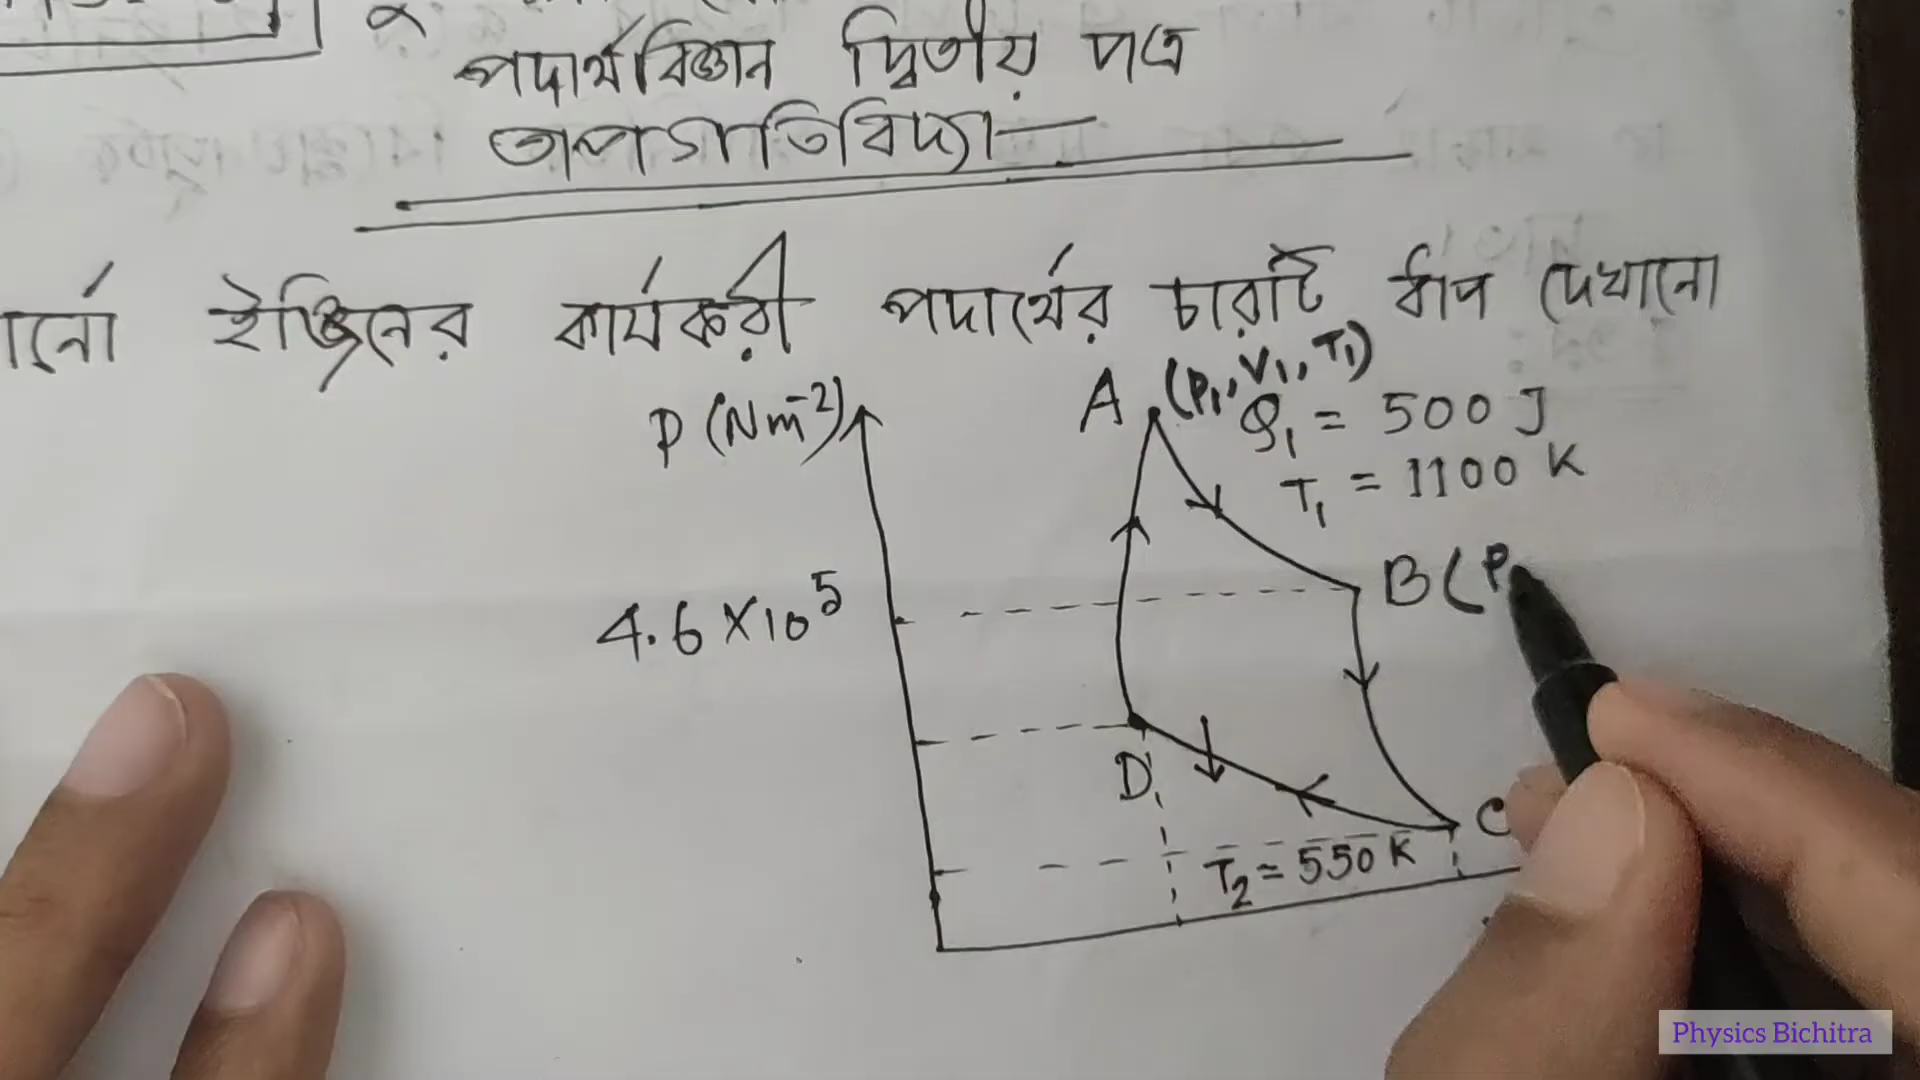 পদার্থবিজ্ঞান দ্বিতীয় পত্র
তাপগতিবিদ্যা
ইঞ্জিনের কার্যকরী পদার্থের চারটি ধাপ দেখানো
P (Nm⁻²)
A (P₁, V₁, T₁)
Q₁ = 500 J
T₁ = 1100 K
B (P
4.6 × 10⁵
D
C
T₂ = 550 K
Physics Bichitra